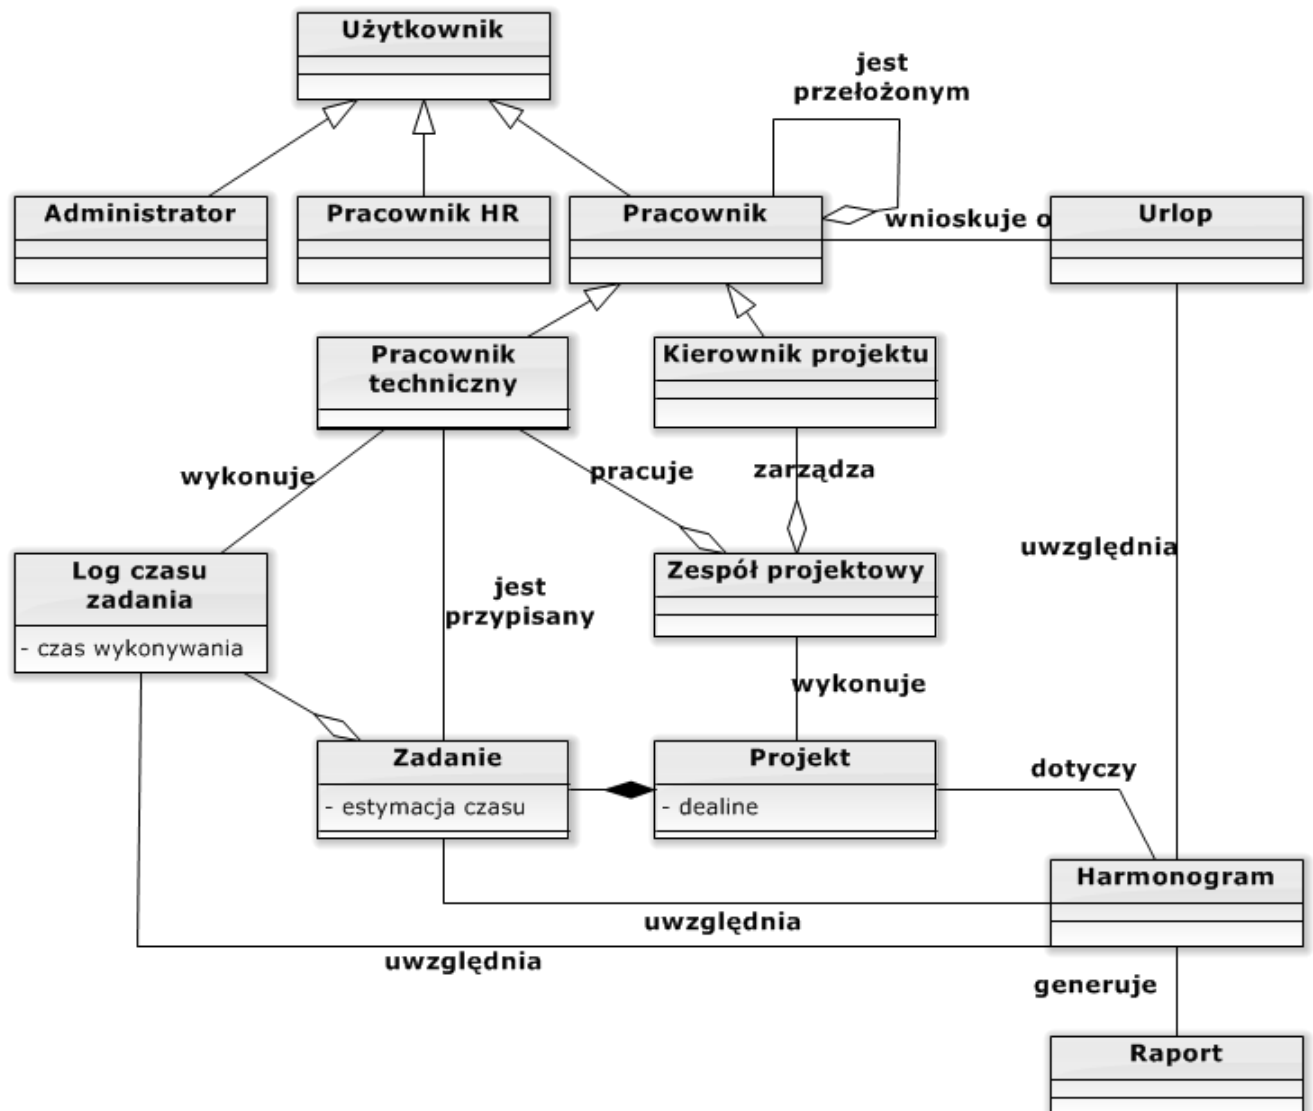 Użytkownik
jest
przełożonym
Administrator
Pracownik HR
Pracownik
wnioskuje o
Urlop
Pracownik
techniczny
Kierownik projektu
wykonuje
pracuje
zarządza
uwzględnia
Log czasu
zadania
- czas wykonywania
jest
przypisany
Zespół projektowy
wykonuje
Zadanie
- estymacja czasu
Projekt
- dealine
dotyczy
Harmonogram
uwzględnia
uwzględnia
generuje
Raport